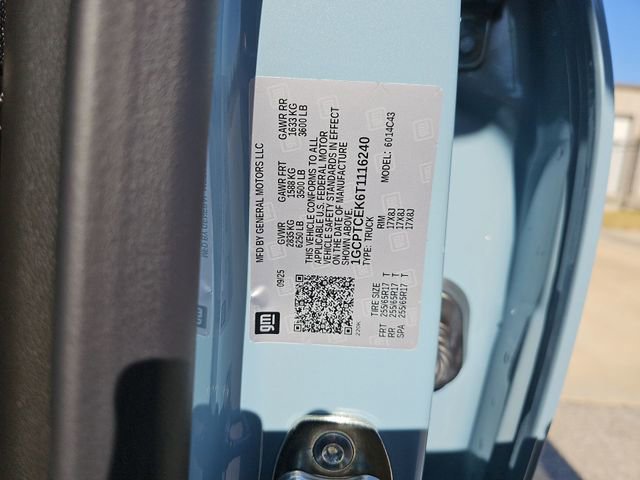 MFD BY GENERAL MOTORS LLC
09/25
GVWR GAWR FRT GAWR RR
2835 KG 1588 KG 1633 KG
6250 LB 3500 LB 3600 LB
THIS VEHICLE CONFORMS TO ALL
APPLICABLE U.S. FEDERAL MOTOR
VEHICLE SAFETY STANDARDS IN EFFECT
ON THE DATE OF MANUFACTURE
SHOWN ABOVE.
1GCPTCEK6T1116240
TYPE: TRUCK MODEL: 6014C43
TIRE SIZE RIM
FRT 255/65R17 T 17X8J
RR 255/65R17 T 17X8J
SPA 255/65R17 T 17X8J
gm
220K